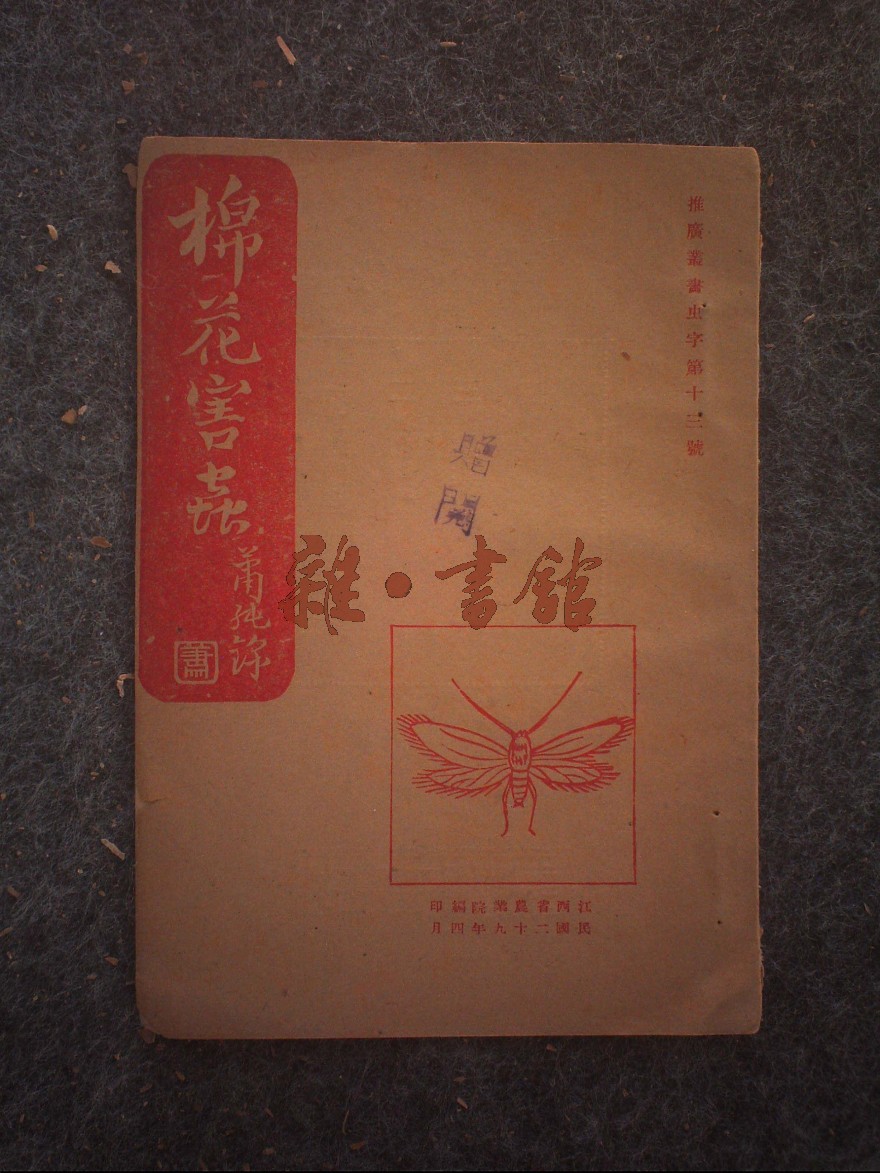 推廣叢書虫字第十三號
棉花害蟲
蕭純錦
蕭
贈閱
雜·書館
江西省農業院編印
民國二十九年四月